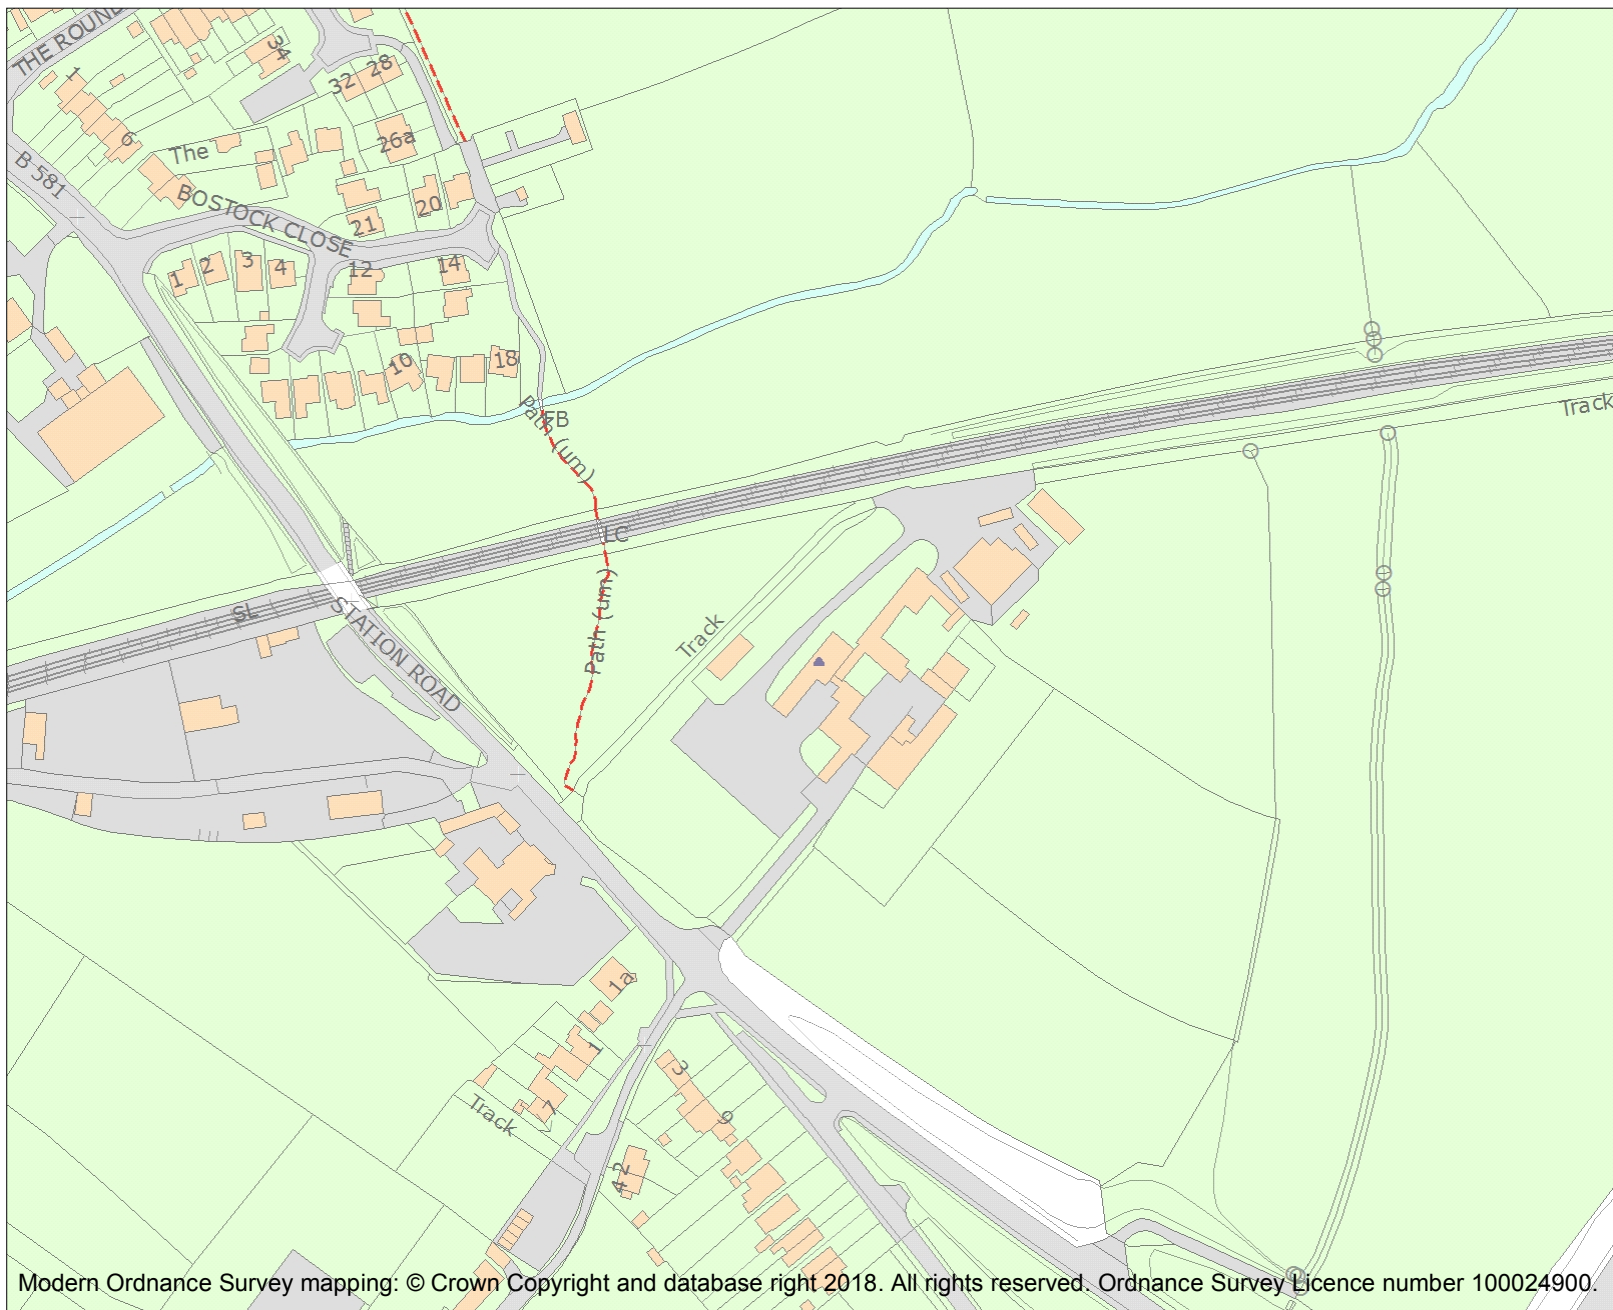 THE ROUND
34
1
32 28
6
26a
The
B 581
BOSTOCK CLOSE
20
21
1 2 3 4
12
14
10
18
FB
Path (um)
Track
LC
SL
STATION ROAD
Path (um)
Track
1a
1
3
7
9
Track
4 2
Modern Ordnance Survey mapping: © Crown Copyright and database right 2018. All rights reserved. Ordnance Survey Licence number 100024900.